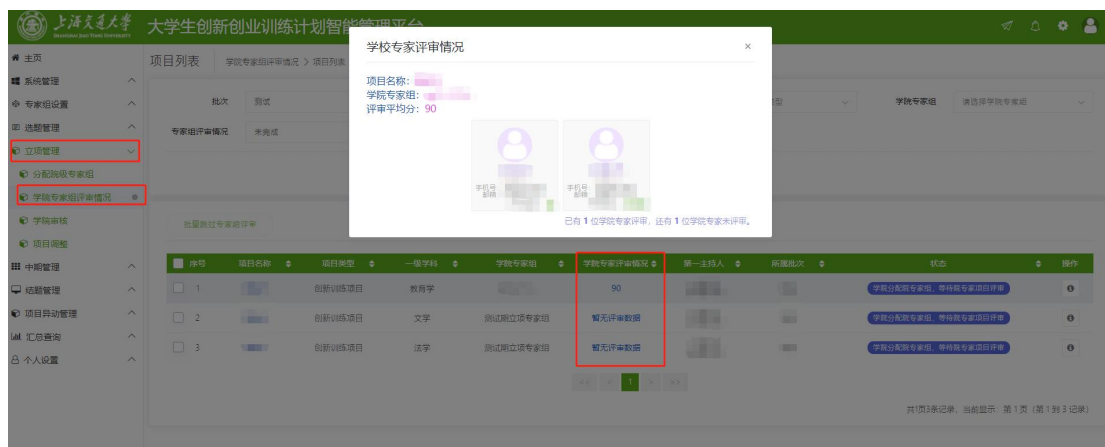 上海交通大学
SHANGHAI JIAO TONG UNIVERSITY
大学生创新创业训练计划智能管理平台
主页
系统管理
专家组设置
选题管理
立项管理
分配院级专家组
学院专家组评审情况
学院审核
项目调整
中期管理
结题管理
项目异动管理
汇总查询
个人设置
项目列表
学院专家组评审情况 > 项目列表
批次 测试
学院专家组 请选择学院专家组
专家组评审情况 未完成
批量跳过专家组评审
学校专家评审情况 ×
项目名称:
学院专家组:
评审平均分: 90
手机号 手机号
邮箱 邮箱
已有 1 位学院专家评审, 还有 1 位学院专家未评审。
序号 项目名称 项目类型 一级学科 学院专家组 学院专家评审情况 第一主持人 所属批次 状态 操作
1 创新训练项目 教育学 90 学院分配院专家组, 等待院专家项目评审
2 创新训练项目 文学 测试期立项专家组 暂无评审数据 学院分配院专家组, 等待院专家项目评审
3 创新训练项目 法学 测试期立项专家组 暂无评审数据 学院分配院专家组, 等待院专家项目评审
<< < 1 > >>
共1页3条记录, 当前显示: 第 1 页 (第 1 到 3 记录)